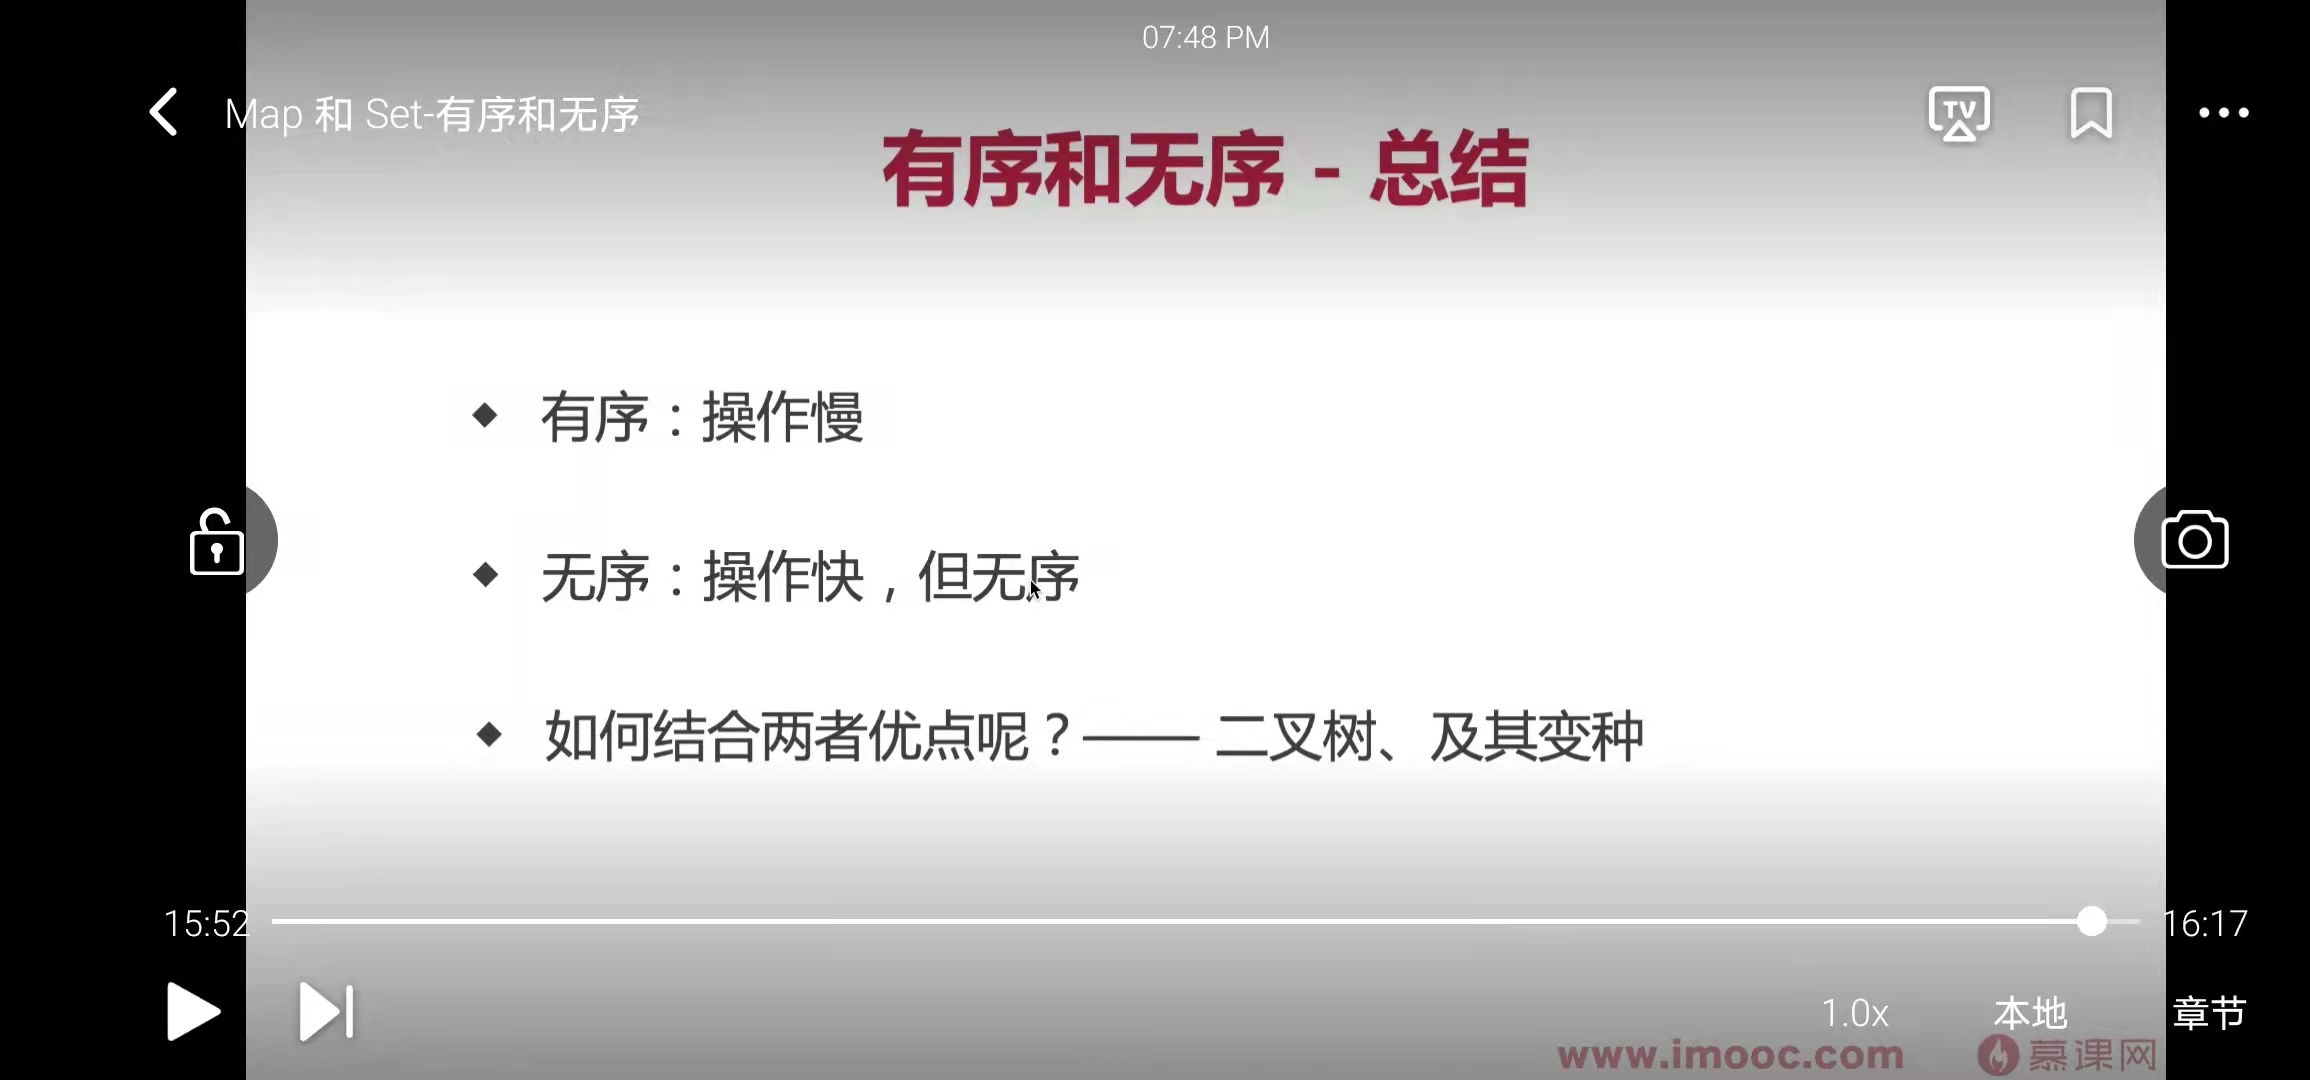 07:48 PM
Map 和 Set-有序和无序
TV
有序和无序 - 总结
◆ 有序：操作慢
◆ 无序：操作快，但无序
◆ 如何结合两者优点呢？—— 二叉树、及其变种
15:52
16:17
1.0x
本地
章节
www.imooc.com
慕课网